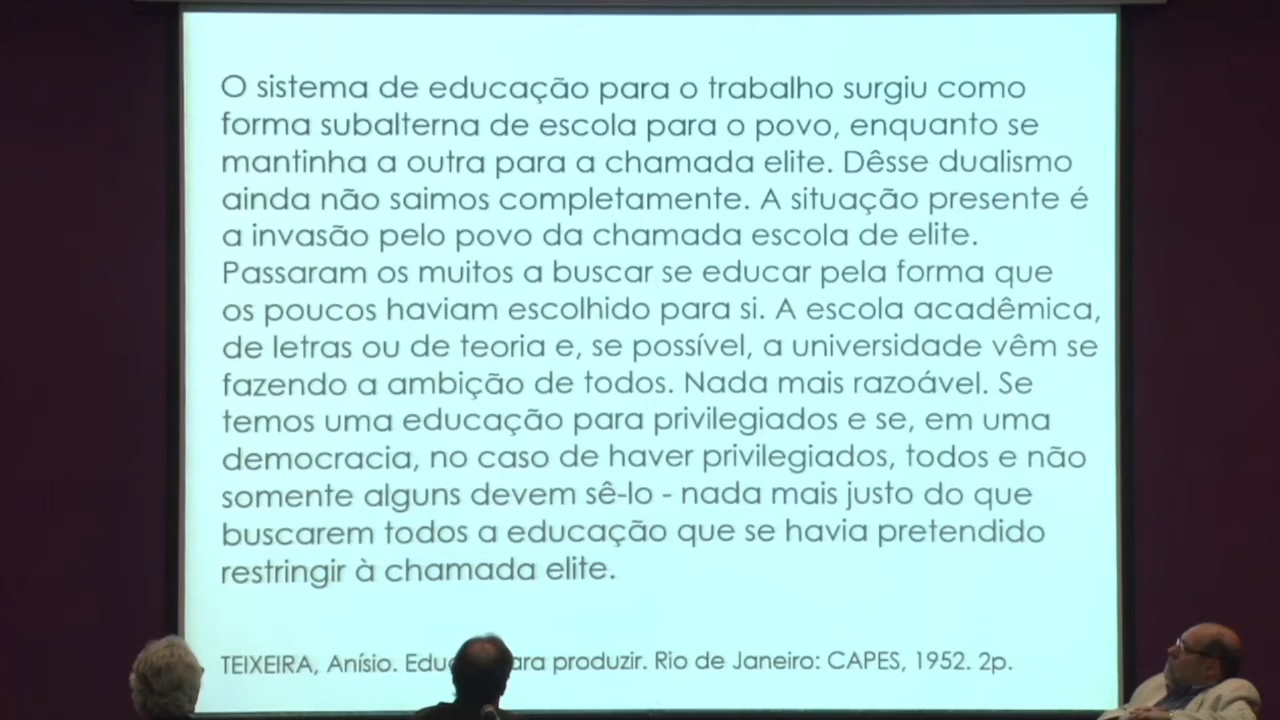 O sistema de educação para o trabalho surgiu como
forma subalterna de escola para o povo, enquanto se
mantinha a outra para a chamada elite. Dêsse dualismo
ainda não saimos completamente. A situação presente é
a invasão pelo povo da chamada escola de elite.
Passaram os muitos a buscar se educar pela forma que
os poucos haviam escolhido para si. A escola acadêmica,
de letras ou de teoria e, se possível, a universidade vêm se
fazendo a ambição de todos. Nada mais razoável. Se
temos uma educação para privilegiados e se, em uma
democracia, no caso de haver privilegiados, todos e não
somente alguns devem sê-lo - nada mais justo do que
buscarem todos a educação que se havia pretendido
restringir à chamada elite.
TEIXEIRA, Anísio. produzir. Rio de Janeiro: CAPES, 1952. 2p.